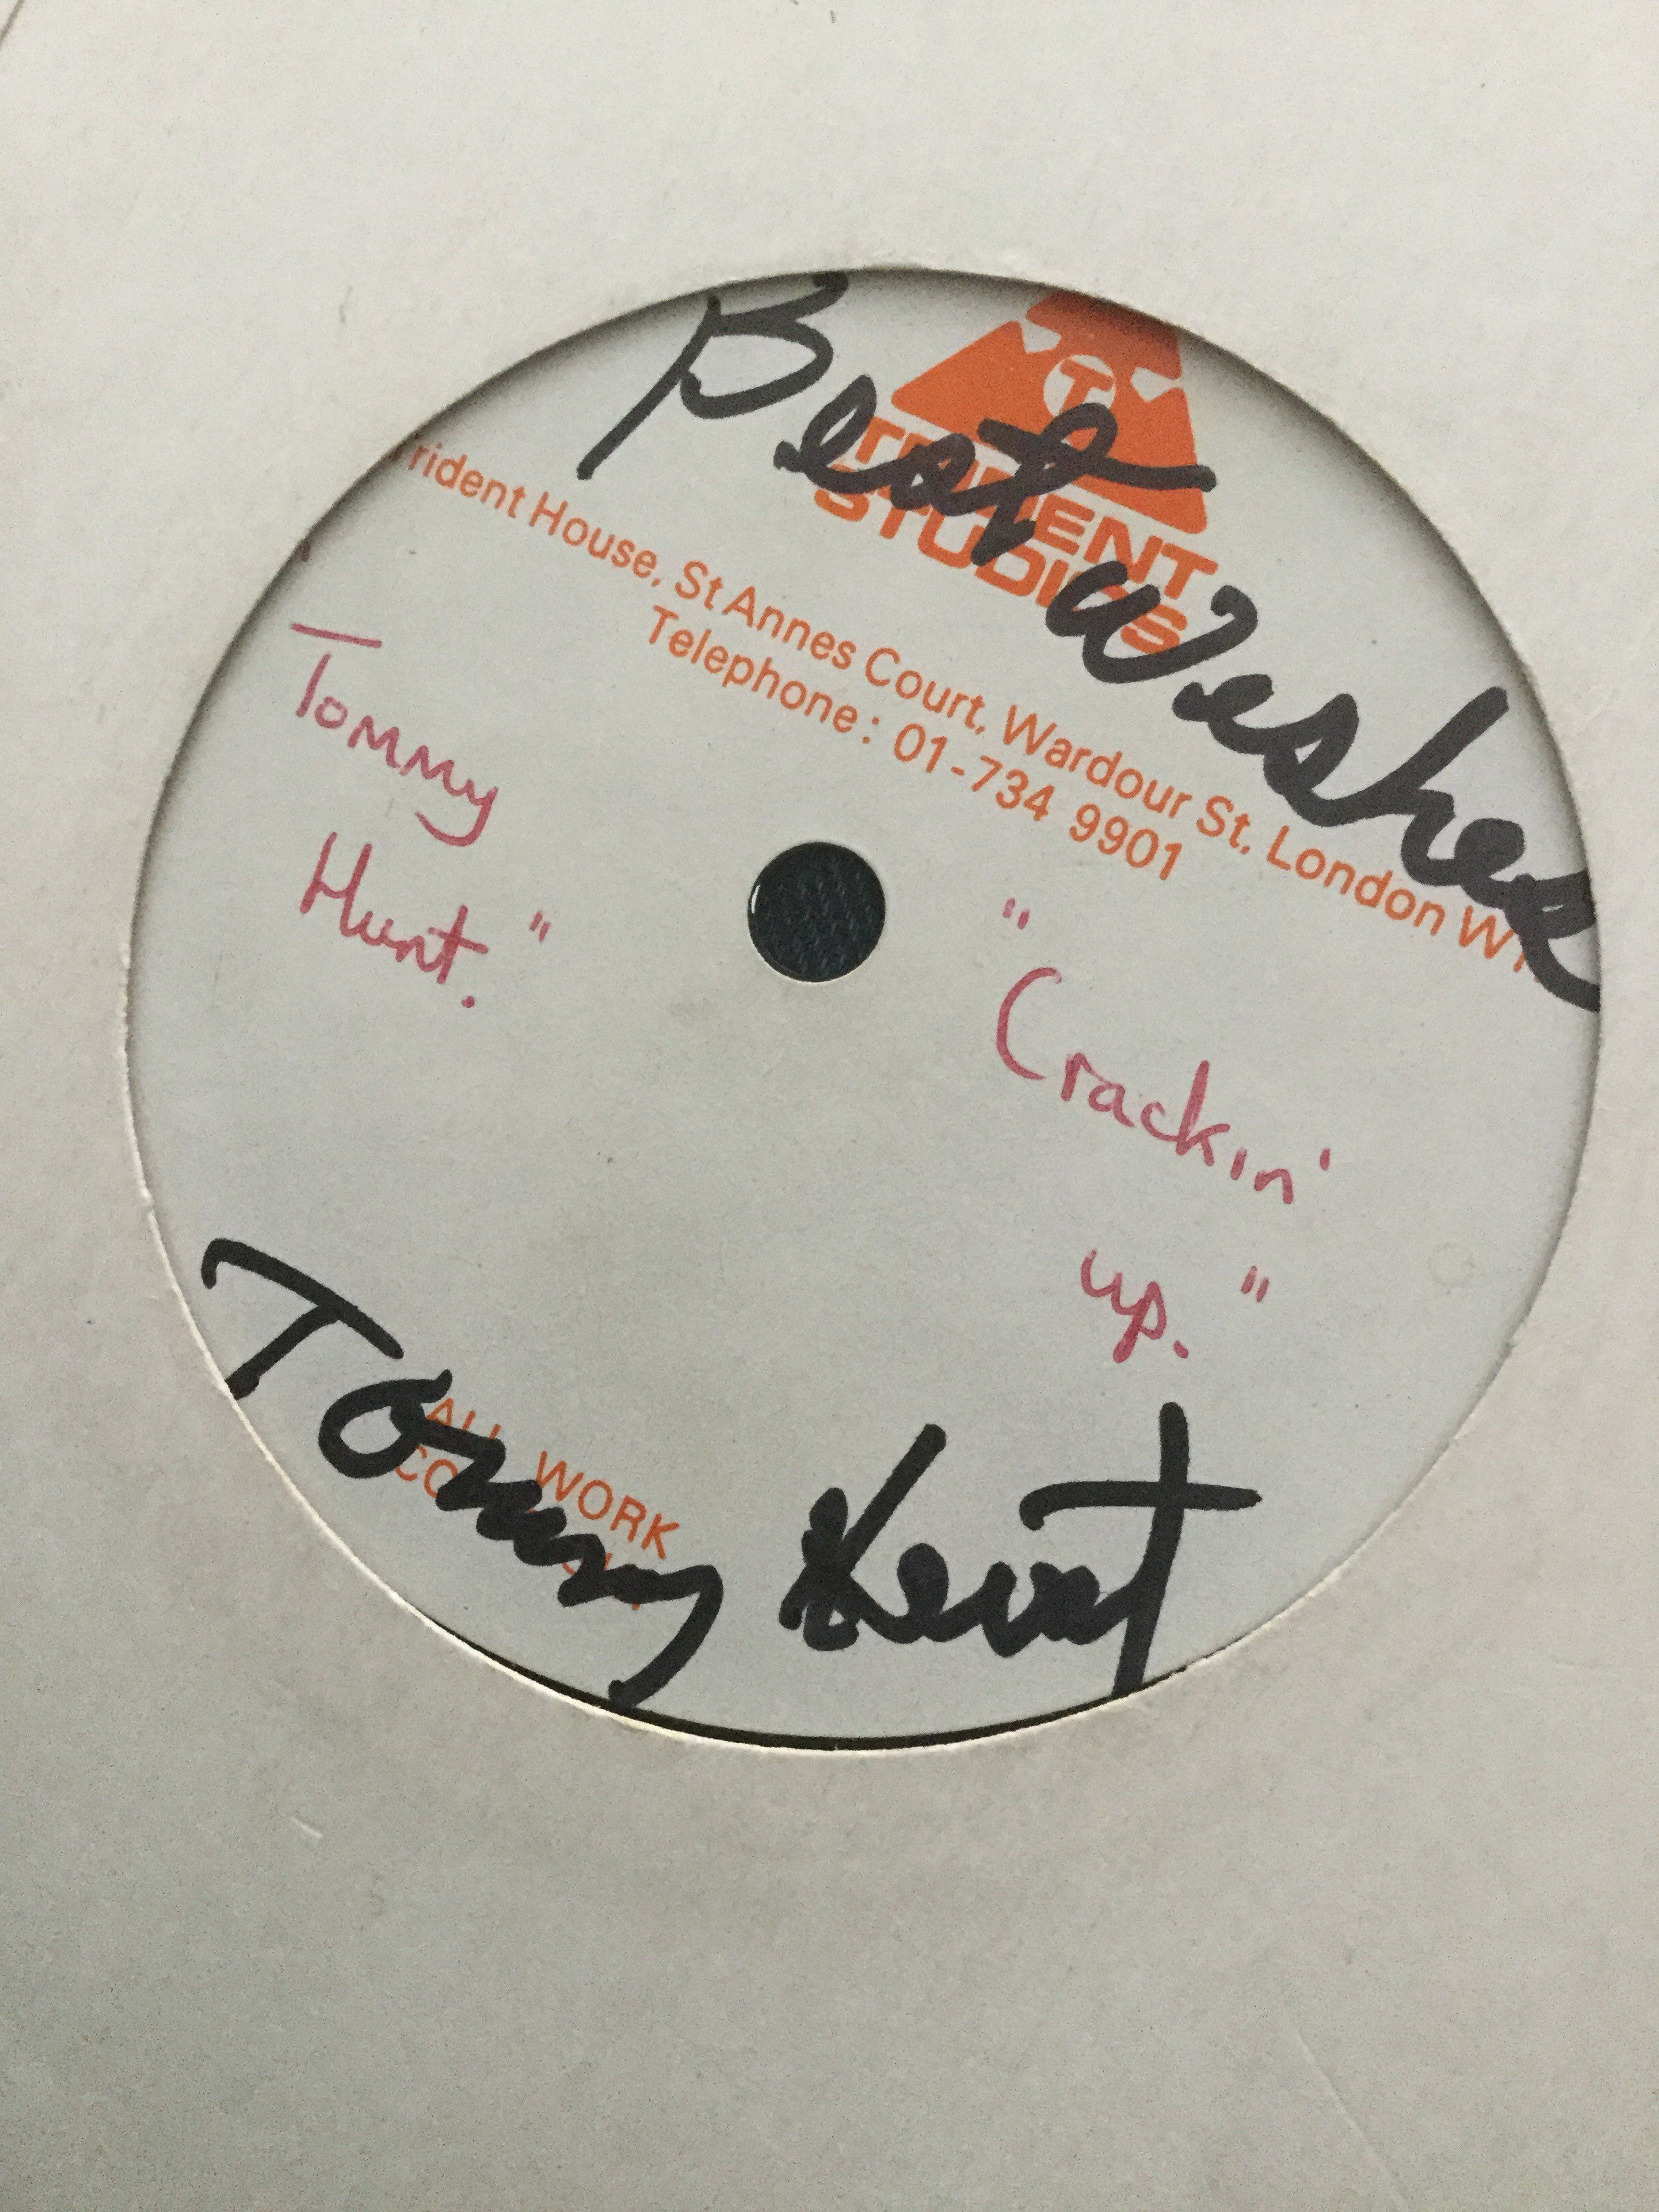 Best Wishes
T
TRIDENT
STUDIOS
rident House, St Annes Court, Wardour St, London W1
Telephone: 01-734 9901
Tommy
Hunt."
"Crackin'
up."
ALL WORK
Tommy Hunt